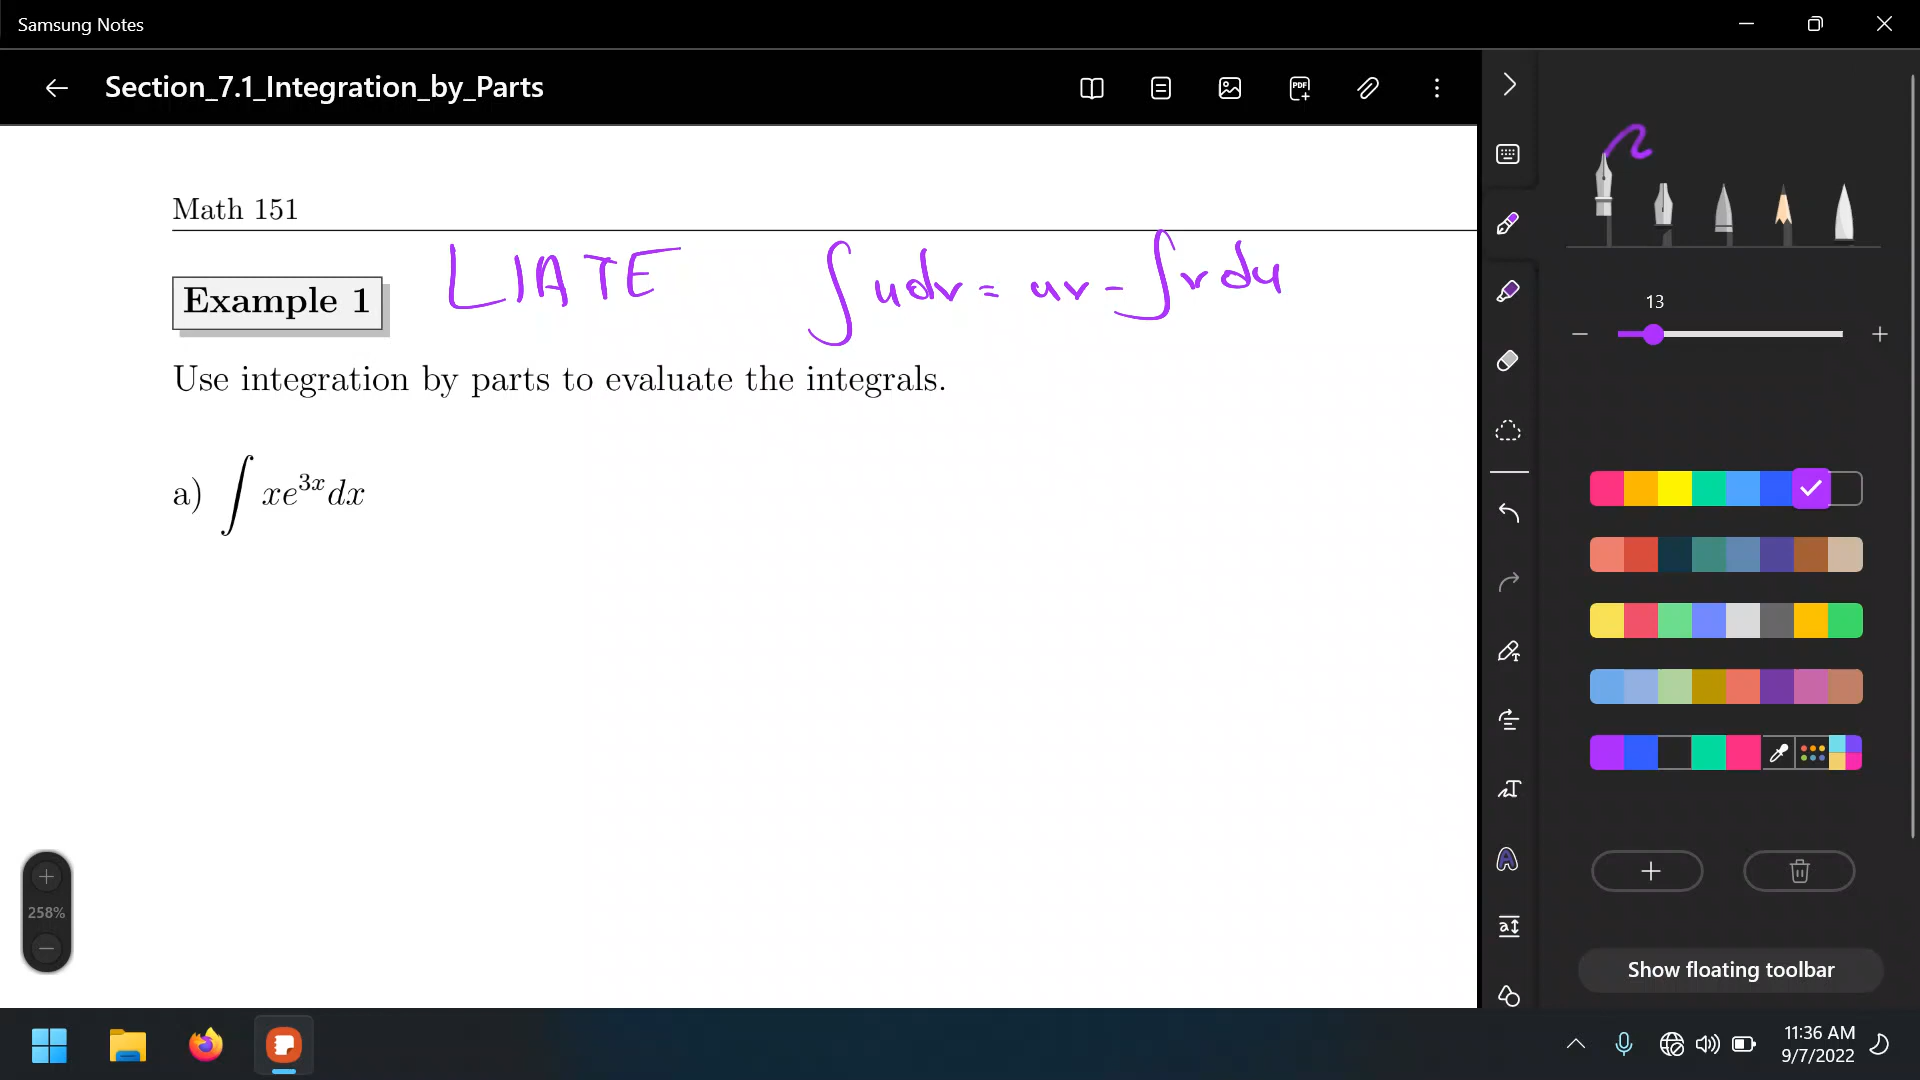 Samsung Notes
Section_7.1_Integration_by_Parts
PDF
Math 151
LIATE ∫udv = uv - ∫vdu
Example 1
Use integration by parts to evaluate the integrals.
a) ∫ xe^{3x}dx
258%
13
Show floating toolbar
11:36 AM
9/7/2022